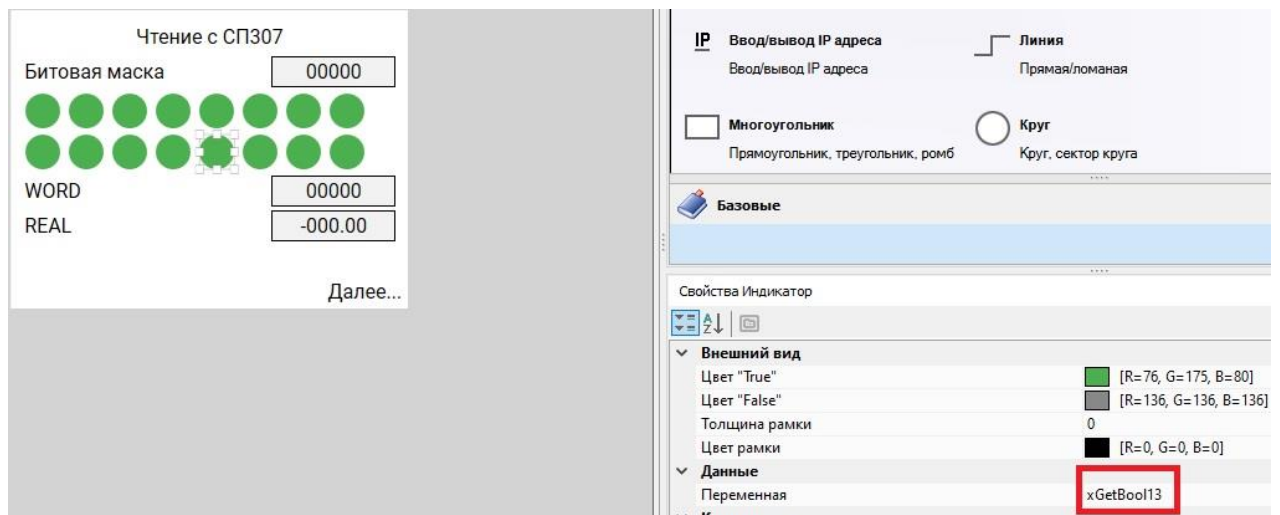 Чтение с СП307
Битовая маска 00000
WORD 00000
REAL -000.00
Далее...
IP Ввод/вывод IP адреса
Ввод/вывод IP адреса
Линия
Прямая/ломаная
Многоугольник
Прямоугольник, треугольник, ромб
Круг
Круг, сектор круга
Базовые
Свойства Индикатор
A
Z
Внешний вид
Цвет "True" [R=76, G=175, B=80]
Цвет "False" [R=136, G=136, B=136]
Толщина рамки 0
Цвет рамки [R=0, G=0, B=0]
Данные
Переменная xGetBool13